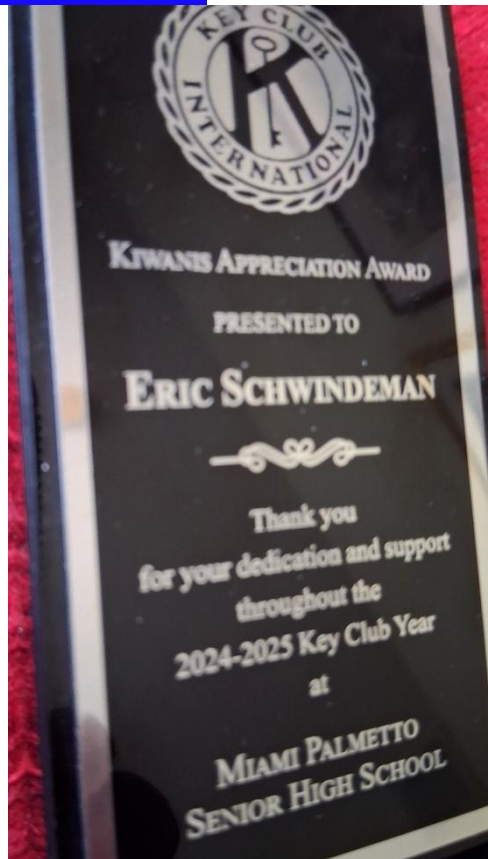 KEY CLUB
INTERNATIONAL
K
KIWANIS APPRECIATION AWARD
PRESENTED TO
ERIC SCHWINDEMAN
Thank you
for your dedication and support
throughout the
2024-2025 Key Club Year
at
MIAMI PALMETTO
SENIOR HIGH SCHOOL